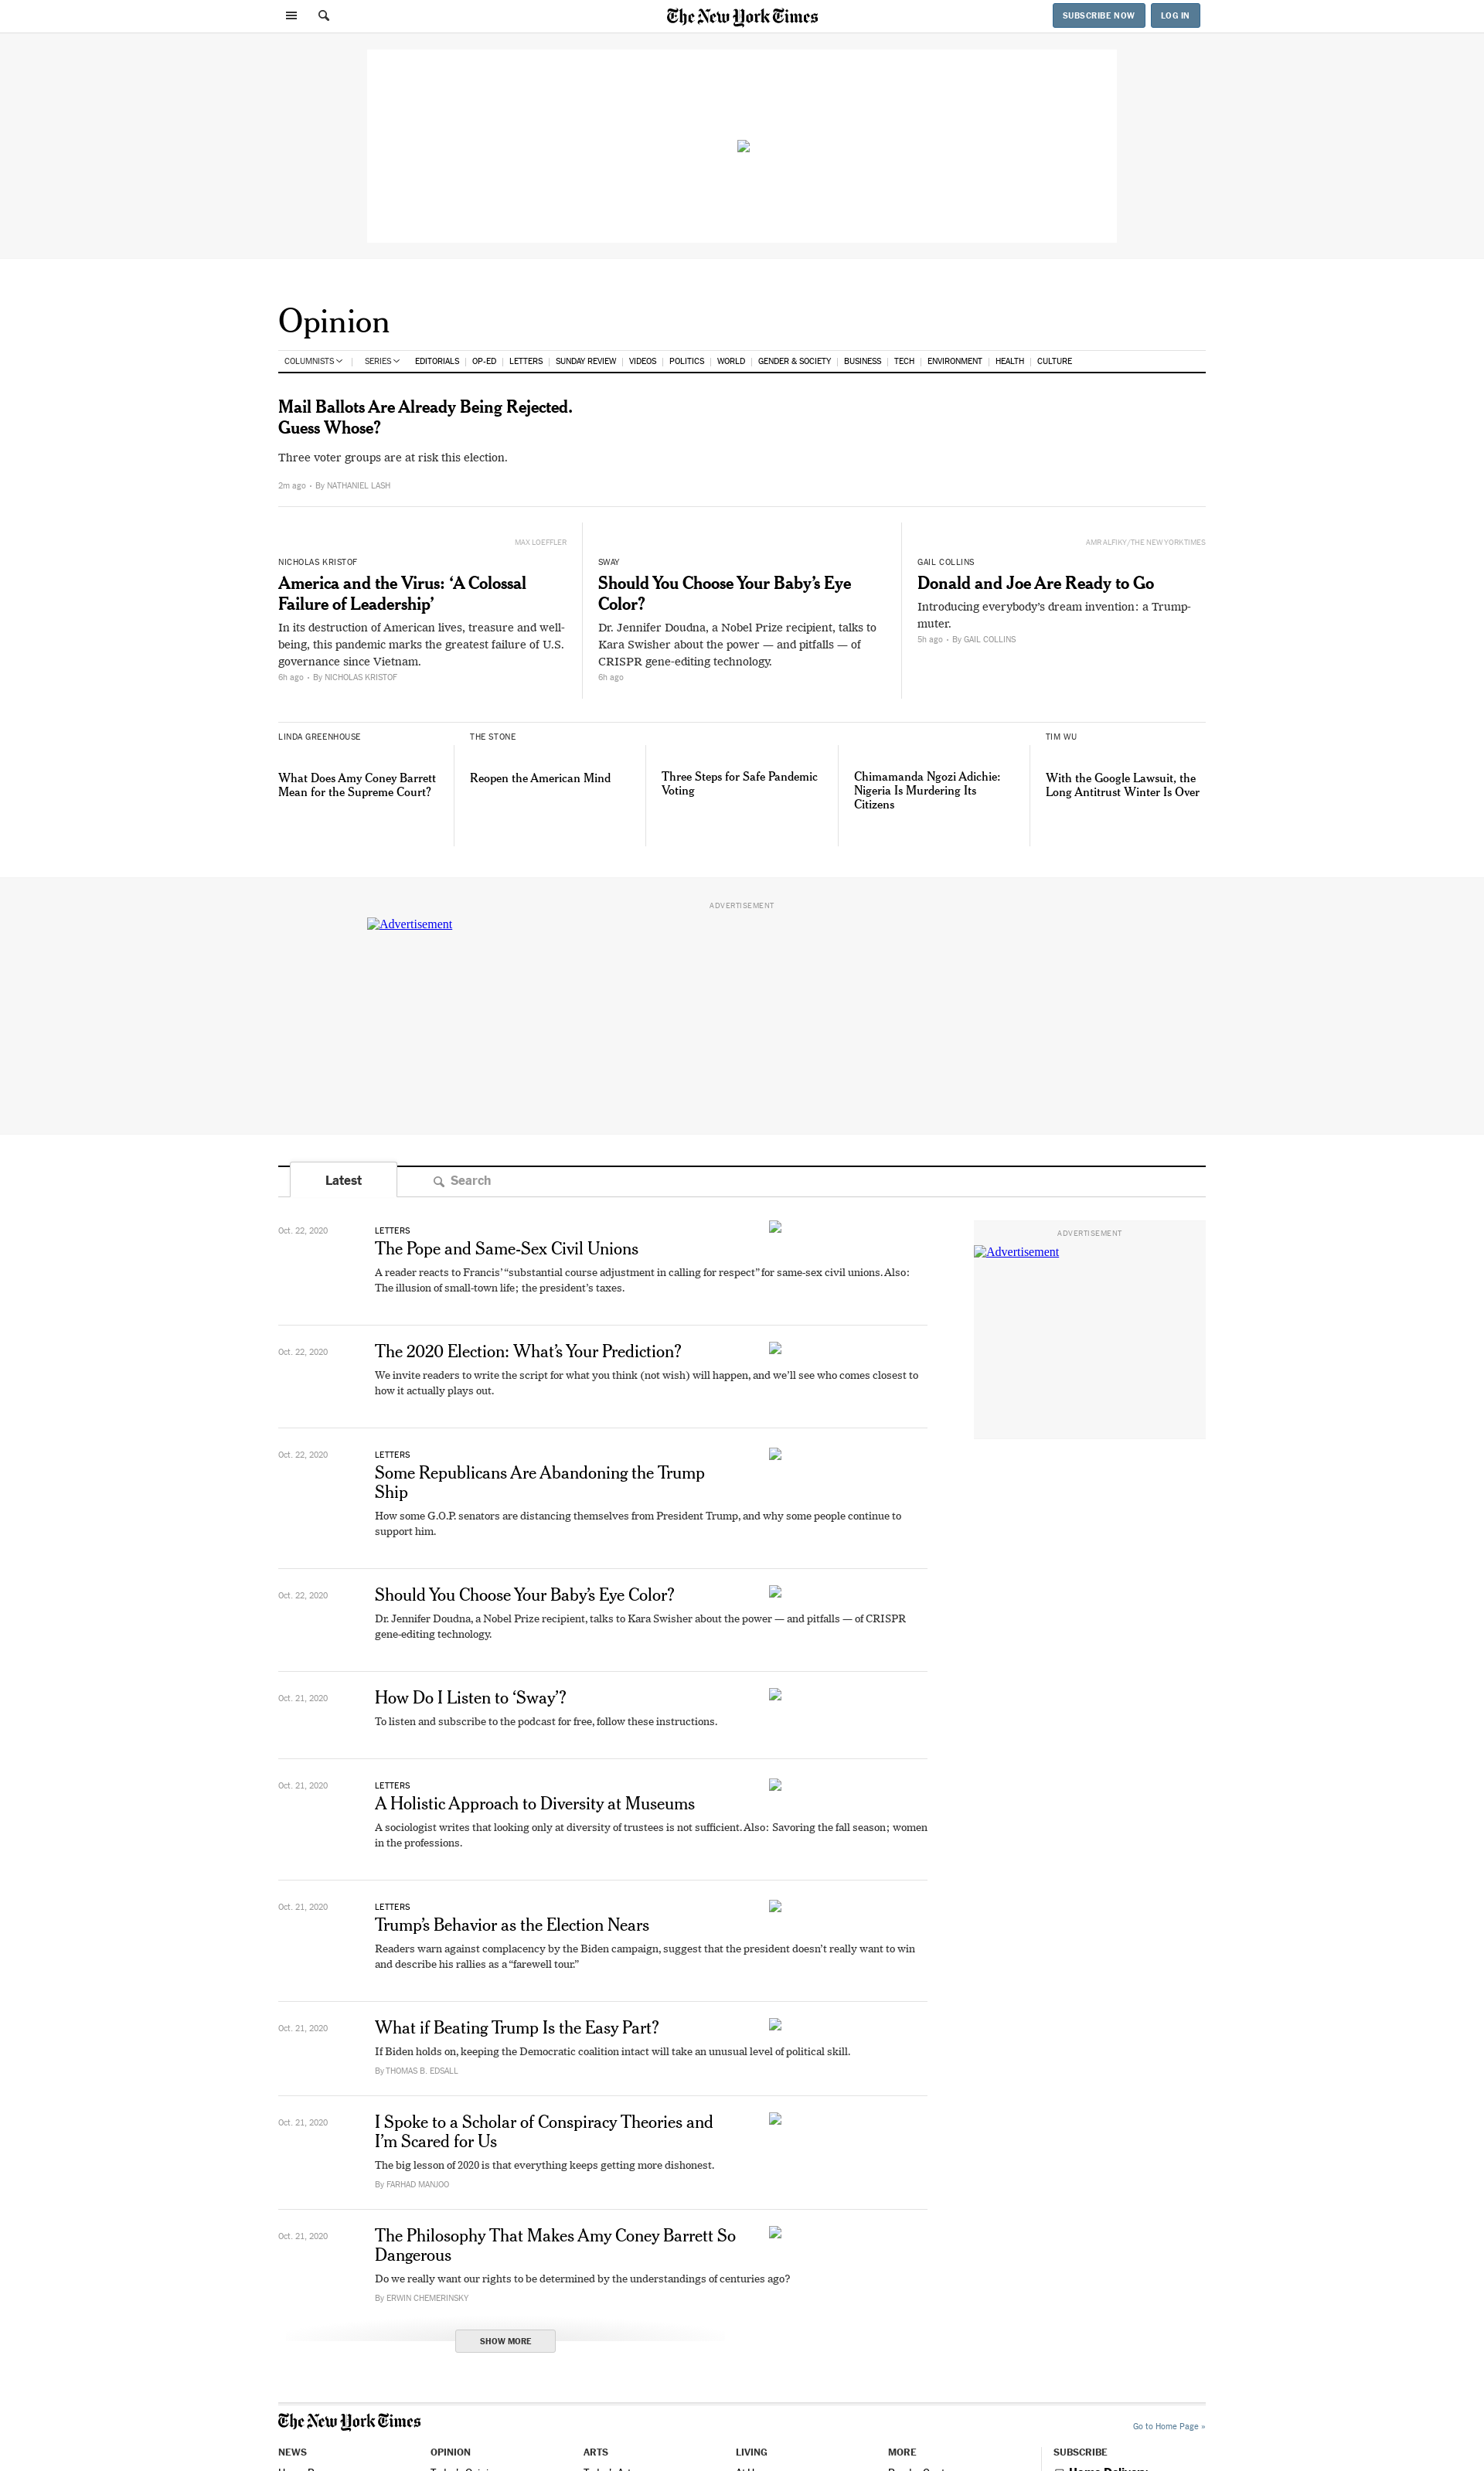 The New York Times
SUBSCRIBE NOW
LOG IN
Opinion
COLUMNISTS
SERIES
EDITORIALS
OP-ED
LETTERS
SUNDAY REVIEW
VIDEOS
POLITICS
WORLD
GENDER & SOCIETY
BUSINESS
TECH
ENVIRONMENT
HEALTH
CULTURE
Mail Ballots Are Already Being Rejected.
Guess Whose?
Three voter groups are at risk this election.
2m ago • By NATHANIEL LASH
MAX LOEFFLER
NICHOLAS KRISTOF
America and the Virus: ‘A Colossal
Failure of Leadership’
In its destruction of American lives, treasure and well-
being, this pandemic marks the greatest failure of U.S.
governance since Vietnam.
6h ago • By NICHOLAS KRISTOF
SWAY
Should You Choose Your Baby’s Eye
Color?
Dr. Jennifer Doudna, a Nobel Prize recipient, talks to
Kara Swisher about the power — and pitfalls — of
CRISPR gene-editing technology.
6h ago
AMR ALFIKY/THE NEW YORK TIMES
GAIL COLLINS
Donald and Joe Are Ready to Go
Introducing everybody’s dream invention: a Trump-
muter.
5h ago • By GAIL COLLINS
LINDA GREENHOUSE
What Does Amy Coney Barrett
Mean for the Supreme Court?
THE STONE
Reopen the American Mind
Three Steps for Safe Pandemic
Voting
Chimamanda Ngozi Adichie:
Nigeria Is Murdering Its
Citizens
TIM WU
With the Google Lawsuit, the
Long Antitrust Winter Is Over
ADVERTISEMENT
Advertisement
Latest
Search
Oct. 22, 2020
LETTERS
The Pope and Same-Sex Civil Unions
A reader reacts to Francis’ “substantial course adjustment in calling for respect” for same-sex civil unions. Also:
The illusion of small-town life; the president’s taxes.
ADVERTISEMENT
Advertisement
Oct. 22, 2020
The 2020 Election: What’s Your Prediction?
We invite readers to write the script for what you think (not wish) will happen, and we’ll see who comes closest to
how it actually plays out.
Oct. 22, 2020
LETTERS
Some Republicans Are Abandoning the Trump
Ship
How some G.O.P. senators are distancing themselves from President Trump, and why some people continue to
support him.
Oct. 22, 2020
Should You Choose Your Baby’s Eye Color?
Dr. Jennifer Doudna, a Nobel Prize recipient, talks to Kara Swisher about the power — and pitfalls — of CRISPR
gene-editing technology.
Oct. 21, 2020
How Do I Listen to ‘Sway’?
To listen and subscribe to the podcast for free, follow these instructions.
Oct. 21, 2020
LETTERS
A Holistic Approach to Diversity at Museums
A sociologist writes that looking only at diversity of trustees is not sufficient. Also: Savoring the fall season; women
in the professions.
Oct. 21, 2020
LETTERS
Trump’s Behavior as the Election Nears
Readers warn against complacency by the Biden campaign, suggest that the president doesn’t really want to win
and describe his rallies as a “farewell tour.”
Oct. 21, 2020
What if Beating Trump Is the Easy Part?
If Biden holds on, keeping the Democratic coalition intact will take an unusual level of political skill.
By THOMAS B. EDSALL
Oct. 21, 2020
I Spoke to a Scholar of Conspiracy Theories and
I’m Scared for Us
The big lesson of 2020 is that everything keeps getting more dishonest.
By FARHAD MANJOO
Oct. 21, 2020
The Philosophy That Makes Amy Coney Barrett So
Dangerous
Do we really want our rights to be determined by the understandings of centuries ago?
By ERWIN CHEMERINSKY
SHOW MORE
The New York Times
Go to Home Page »
NEWS
OPINION
ARTS
LIVING
MORE
SUBSCRIBE